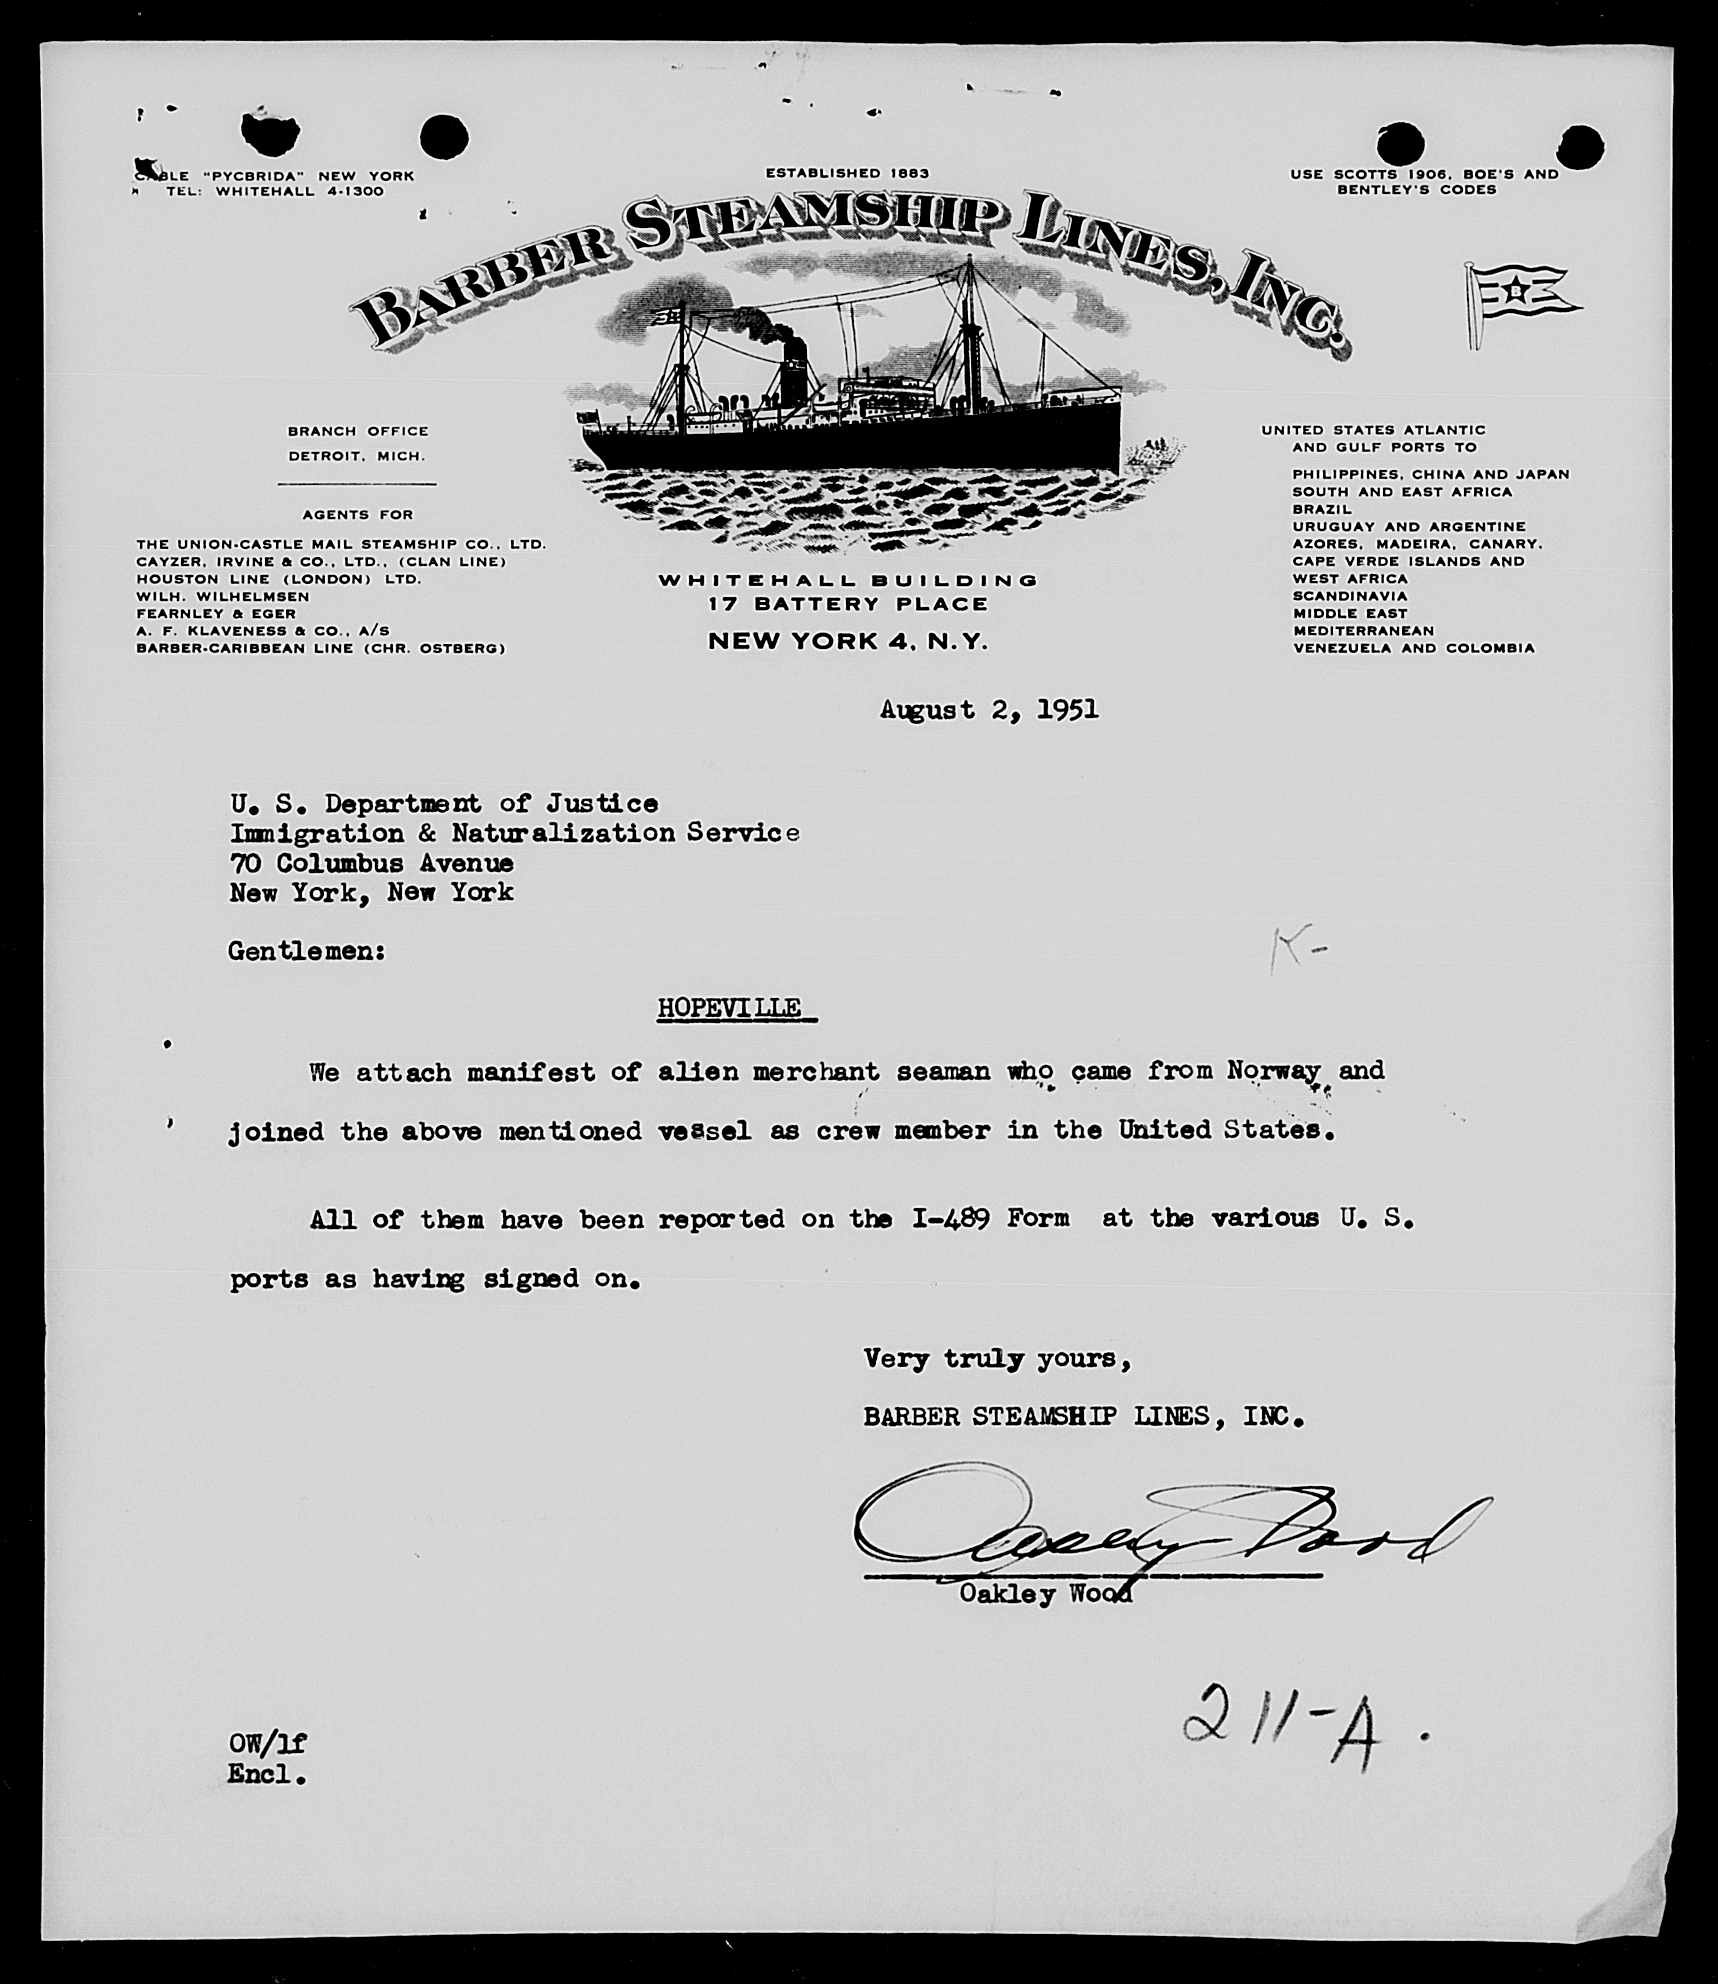 CABLE "PYCBRIDA" NEW YORK
TEL: WHITEHALL 4-1300
ESTABLISHED 1883
USE SCOTTS 1906, BOE'S AND
BENTLEY'S CODES
BARBER STEAMSHIP LINES, INC.
B
BRANCH OFFICE
DETROIT, MICH.
AGENTS FOR
THE UNION-CASTLE MAIL STEAMSHIP CO., LTD.
CAYZER, IRVINE & CO., LTD., (CLAN LINE)
HOUSTON LINE (LONDON) LTD.
WILH. WILHELMSEN
FEARNLEY & EGER
A. F. KLAVENESS & CO., A/S
BARBER-CARIBBEAN LINE (CHR. OSTBERG)
WHITEHALL BUILDING
17 BATTERY PLACE
NEW YORK 4, N.Y.
UNITED STATES ATLANTIC
AND GULF PORTS TO
PHILIPPINES, CHINA AND JAPAN
SOUTH AND EAST AFRICA
BRAZIL
URUGUAY AND ARGENTINE
AZORES, MADEIRA, CANARY,
CAPE VERDE ISLANDS AND
WEST AFRICA
SCANDINAVIA
MIDDLE EAST
MEDITERRANEAN
VENEZUELA AND COLOMBIA
August 2, 1951
U. S. Department of Justice
Immigration & Naturalization Service
70 Columbus Avenue
New York, New York
Gentlemen:
K-
HOPEVILLE
We attach manifest of alien merchant seaman who came from Norway and
joined the above mentioned vessel as crew member in the United States.
All of them have been reported on the I-489 Form at the various U. S.
ports as having signed on.
Very truly yours,
BARBER STEAMSHIP LINES, INC.
Oakley Wood
Oakley Wood
211-A.
OW/lf
Encl.